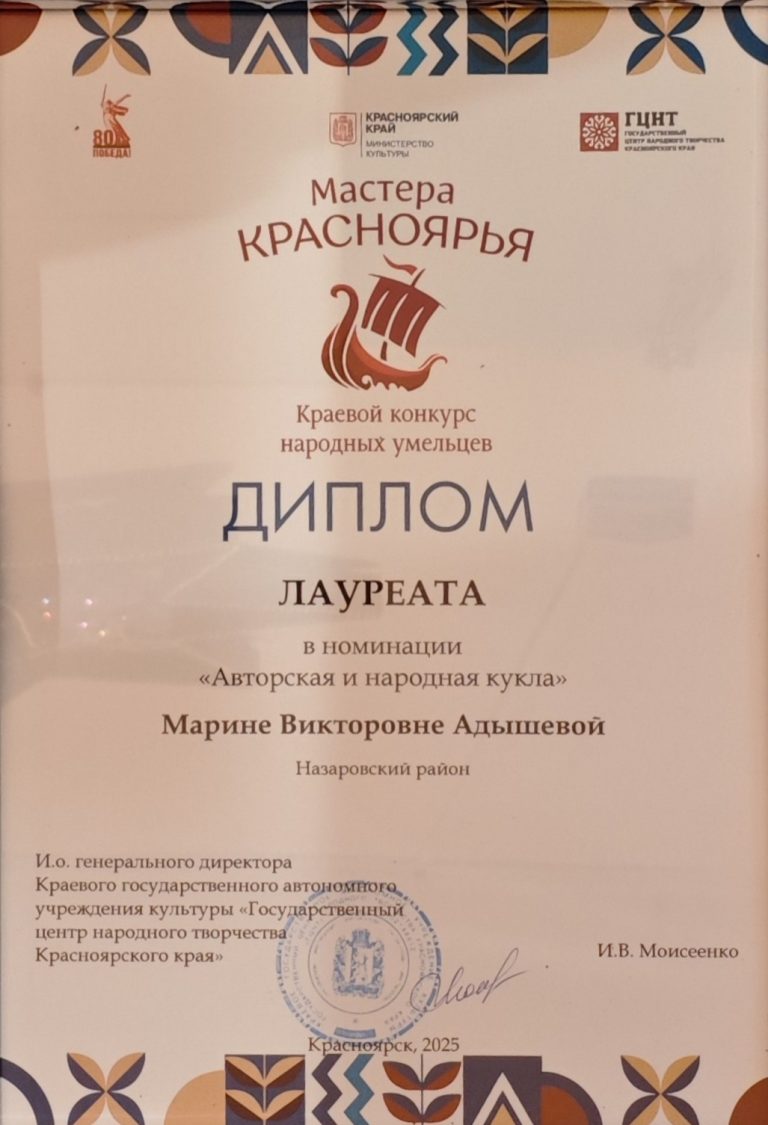 80
ПОБЕДА!
КРАСНОЯРСКИЙ
КРАЙ
МИНИСТЕРСТВО
КУЛЬТУРЫ
ГЦНТ
ГОСУДАРСТВЕННЫЙ
ЦЕНТР НАРОДНОГО ТВОРЧЕСТВА
КРАСНОЯРСКОГО КРАЯ
Мастера
КРАСНОЯРЬЯ
Краевой конкурс
народных умельцев
ДИПЛОМ
ЛАУРЕАТА
в номинации
«Авторская и народная кукла»
Марине Викторовне Адышевой
Назаровский район
И.о. генерального директора
Краевого государственного автономного
учреждения культуры «Государственный
центр народного творчества
Красноярского края»
И.В. Моисеенко
Красноярск, 2025